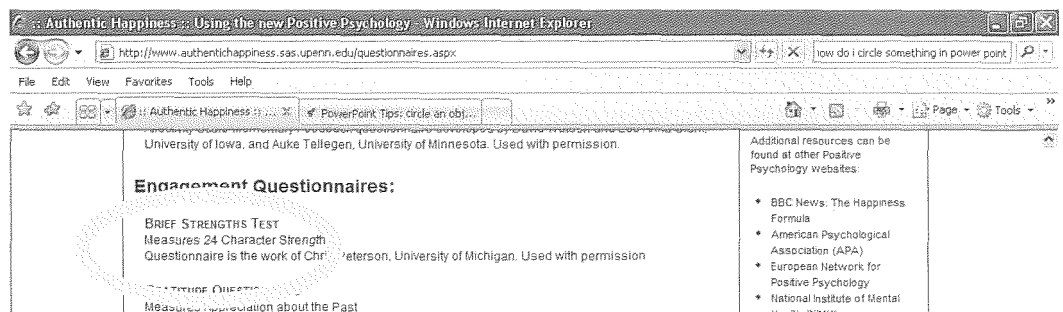 :: Authentic Happiness :: Using the new Positive Psychology - Windows Internet Explorer
http://www.authentichappiness.sas.upenn.edu/questionnaires.aspx
low do i circle something in power point
File Edit View Favorites Tools Help
:: Authentic Happiness :: ...
PowerPoint Tips: circle an obj...
Page
Tools
University of Iowa, and Auke Tellegen, University of Minnesota. Used with permission.
Engagement Questionnaires:
BRIEF STRENGTHS TEST
Measures 24 Character Strength
Questionnaire is the work of Chris Peterson, University of Michigan. Used with permission
Measures Appreciation about the Past
Additional resources can be
found at other Positive
Psychology websites:
BBC News: The Happiness
Formula
American Psychological
Association (APA)
European Network for
Positive Psychology
National Institute of Mental